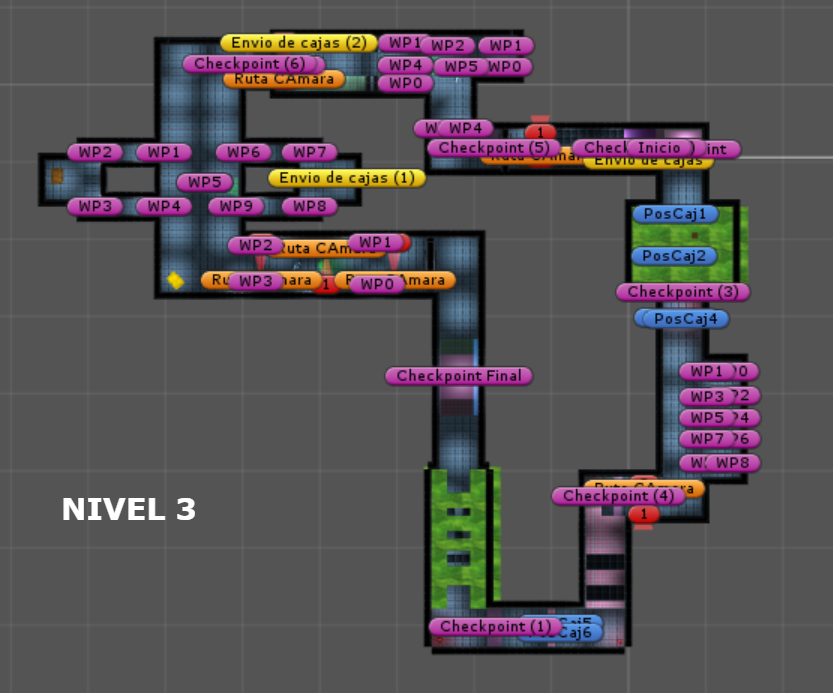 Envio de cajas (2)
WP1
WP2
WP1
Checkpoint (6)
WP4
WP5
WP0
Ruta CAmara
WP0
WP4
1
Checkpoint (5)
Inicio
Envio de cajas
WP2
WP1
WP6
WP7
WP5
Envio de cajas (1)
WP3
WP4
WP9
WP8
PosCaj1
WP2
WP1
PosCaj2
WP3
1
WP0
Checkpoint (3)
PosCaj4
WP1
Checkpoint Final
WP3
WP5
WP7
WP8
Ruta CAmara
Checkpoint (4)
NIVEL 3
1
Checkpoint (1)